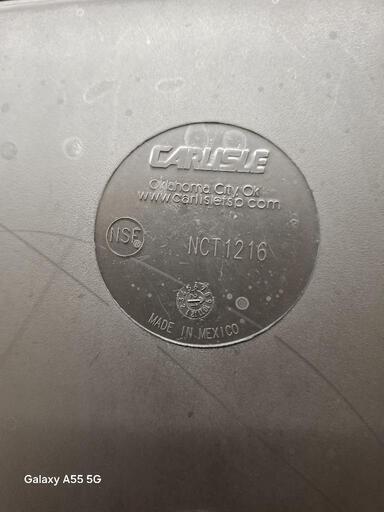 CARLISLE
Oklahoma City, Ok
www.carlislefsp.com
NSF®
NCT1216
MADE IN MEXICO
Galaxy A55 5G